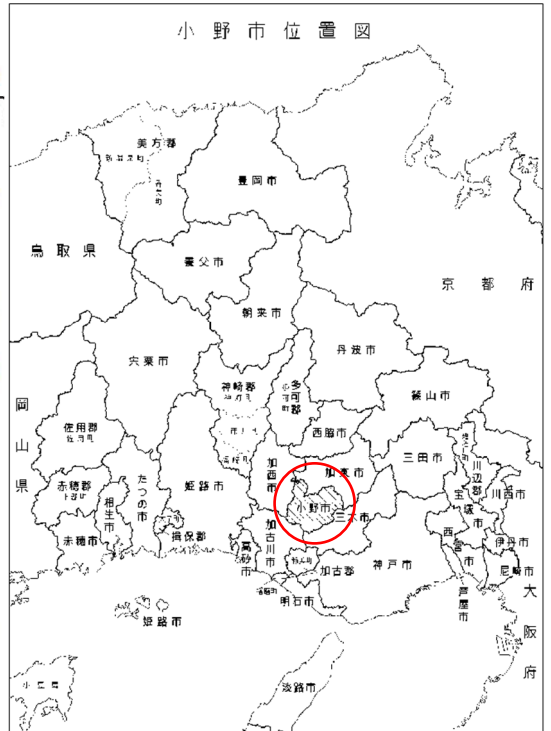 小野市位置図
美方郡
豊岡市
鳥取県
養父市
京都府
朝来市
丹波市
宍粟市
神崎郡
多可郡
篠山市
岡山県
佐用郡
佐用町
西脇市
加西市
加東市
三田市
川辺郡
川西市
宝塚市
赤穂郡
上郡町
相生市
たつの市
姫路市
小野市
三木市
赤穂市
揖保郡
加古川市
高砂市
加古郡
神戸市
西宮市
伊丹市
尼崎市
芦屋市
明石市
大阪府
姫路市
淡路市